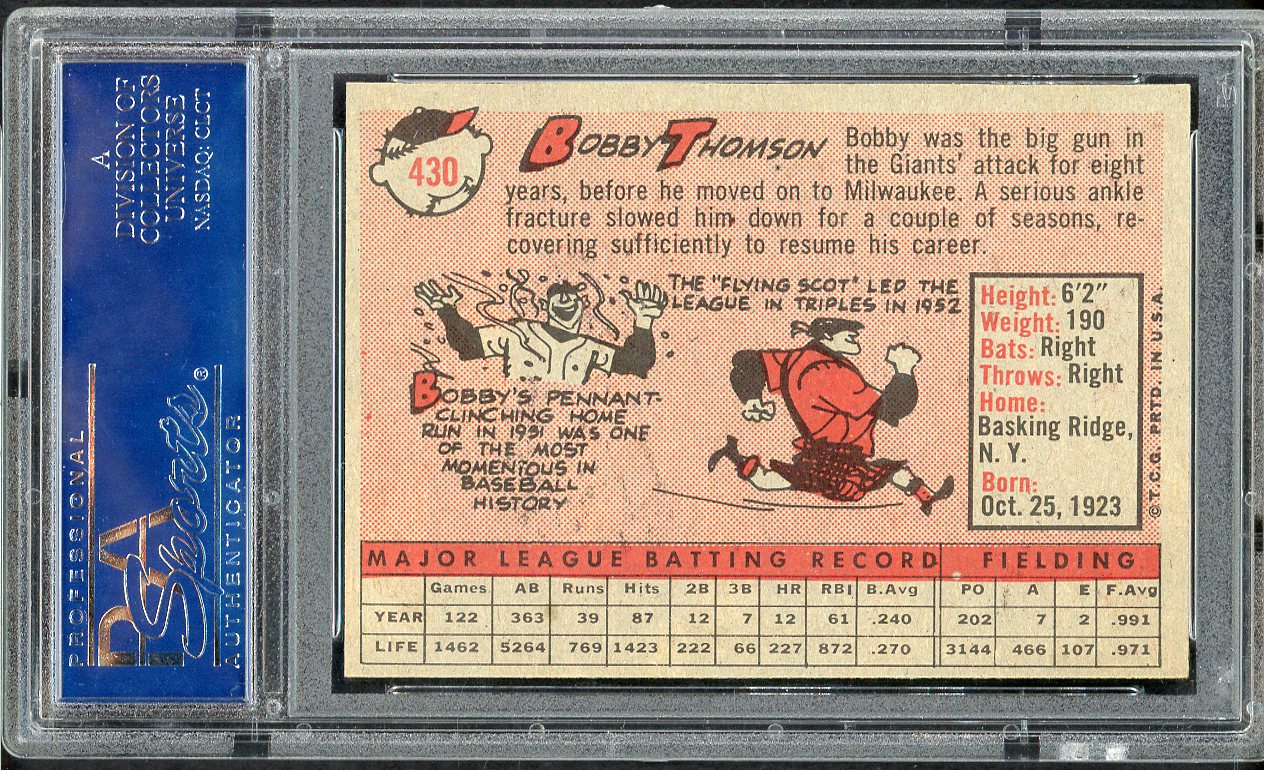 A
DIVISION OF
COLLECTORS
UNIVERSE
NASDAQ: CLCT
PROFESSIONAL
PSA
Sports®
AUTHENTICATOR
430
BOBBY THOMSON
Bobby was the big gun in
the Giants' attack for eight
years, before he moved on to Milwukee. A serious ankle
fracture slowed him down for a couple of seasons, re-
covering sufficiently to resume his career.
BOBBY'S PENNANT-
CLINCHING HOME
RUN IN 1951 WAS ONE
OF THE MOST
MOMENTOUS IN
BASEBALL
HISTORY
THE "FLYING SCOT" LED THE
LEAGUE IN TRIPLES IN 1952
Height: 6'2"
Weight: 190
Bats: Right
Throws: Right
Home:
Basking Ridge,
N. Y.
Born:
Oct. 25, 1923
© T.C.G. PRTD. IN U.S.A.
MAJOR LEAGUE BATTING RECORD FIELDING
Games AB Runs Hits 2B 3B HR RBI B.Avg PO A E F.Avg
YEAR 122 363 39 87 12 7 12 61 .240 202 7 2 .991
LIFE 1462 5264 769 1423 222 66 227 872 .270 3144 466 107 .971